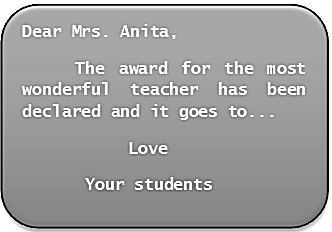 Dear Mrs. Anita,
The award for the most
wonderful teacher has been
declared and it goes to...
Love
Your students